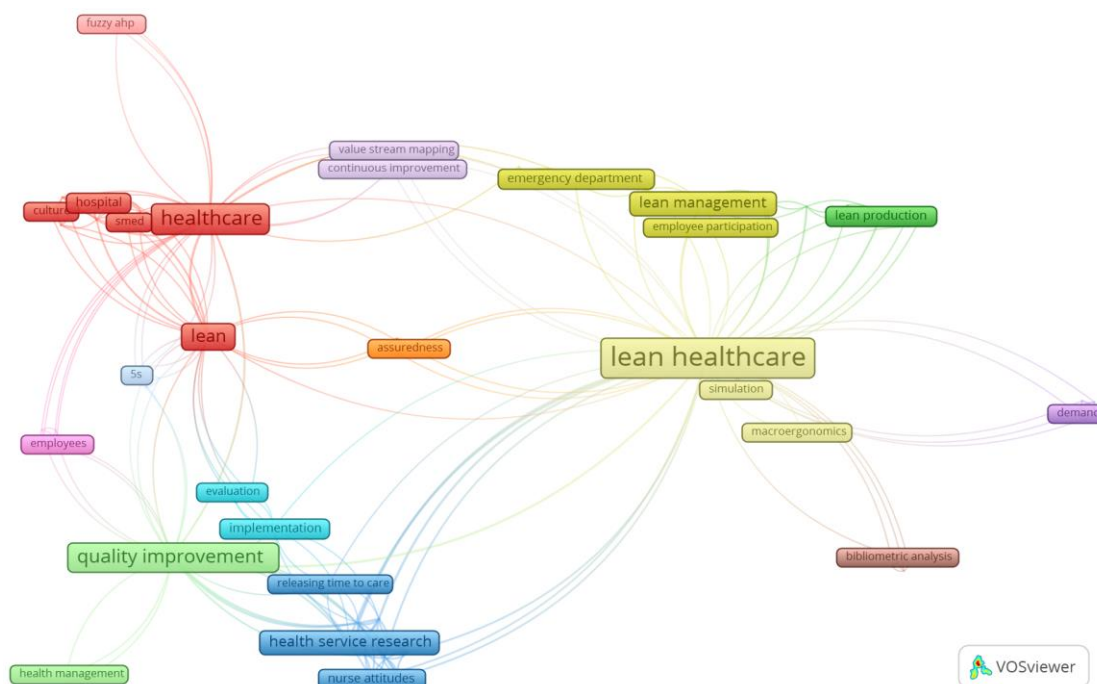 fuzzy ahp
value stream mapping
continuous improvement
emergency department
hospital
culture
smed
healthcare
lean management
employee participation
lean production
lean
assuredness
lean healthcare
5s
simulation
demand
macroergonomics
employees
evaluation
implementation
quality improvement
bibliometric analysis
releasing time to care
health service research
health management
nurse attitudes
VOSviewer